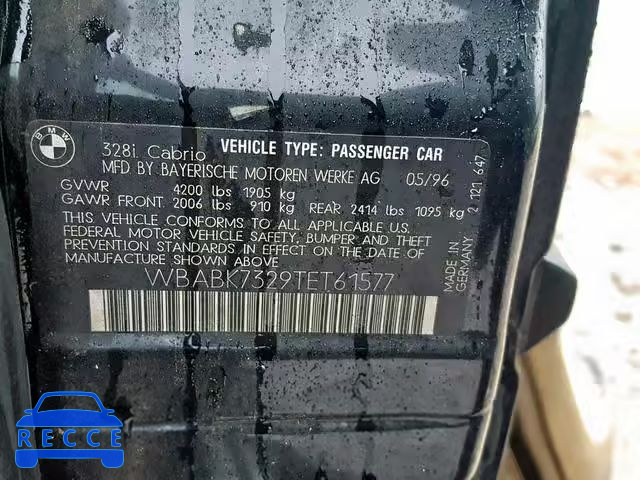 BMW
328i Cabrio VEHICLE TYPE: PASSENGER CAR
MFD BY BAYERISCHE MOTOREN WERKE AG 05/96
GVWR 4200 lbs 1905 kg
GAWR FRONT 2006 lbs 910 kg REAR 2414 lbs 1095 kg
THIS VEHICLE CONFORMS TO ALL APPLICABLE U.S.
FEDERAL MOTOR VEHICLE SAFETY, BUMPER AND THEFT
PREVENTION STANDARDS IN EFFECT ON THE DATE OF
MANUFACTURE SHOWN ABOVE.
WBABK7329TET61577
MADE IN
GERMANY
2 121 647
RECCE